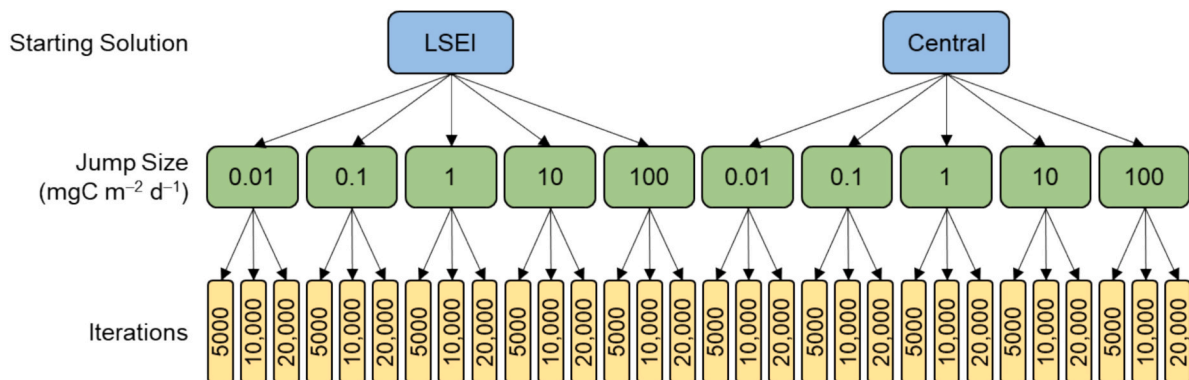 Starting Solution LSEI Central
Jump Size
(mgC m⁻² d⁻¹)
0.01 0.1 1 10 100 0.01 0.1 1 10 100
Iterations
5000 10,000 20,000 5000 10,000 20,000 5000 10,000 20,000 5000 10,000 20,000 5000 10,000 20,000 5000 10,000 20,000 5000 10,000 20,000 5000 10,000 20,000 5000 10,000 20,000 5000 10,000 20,000